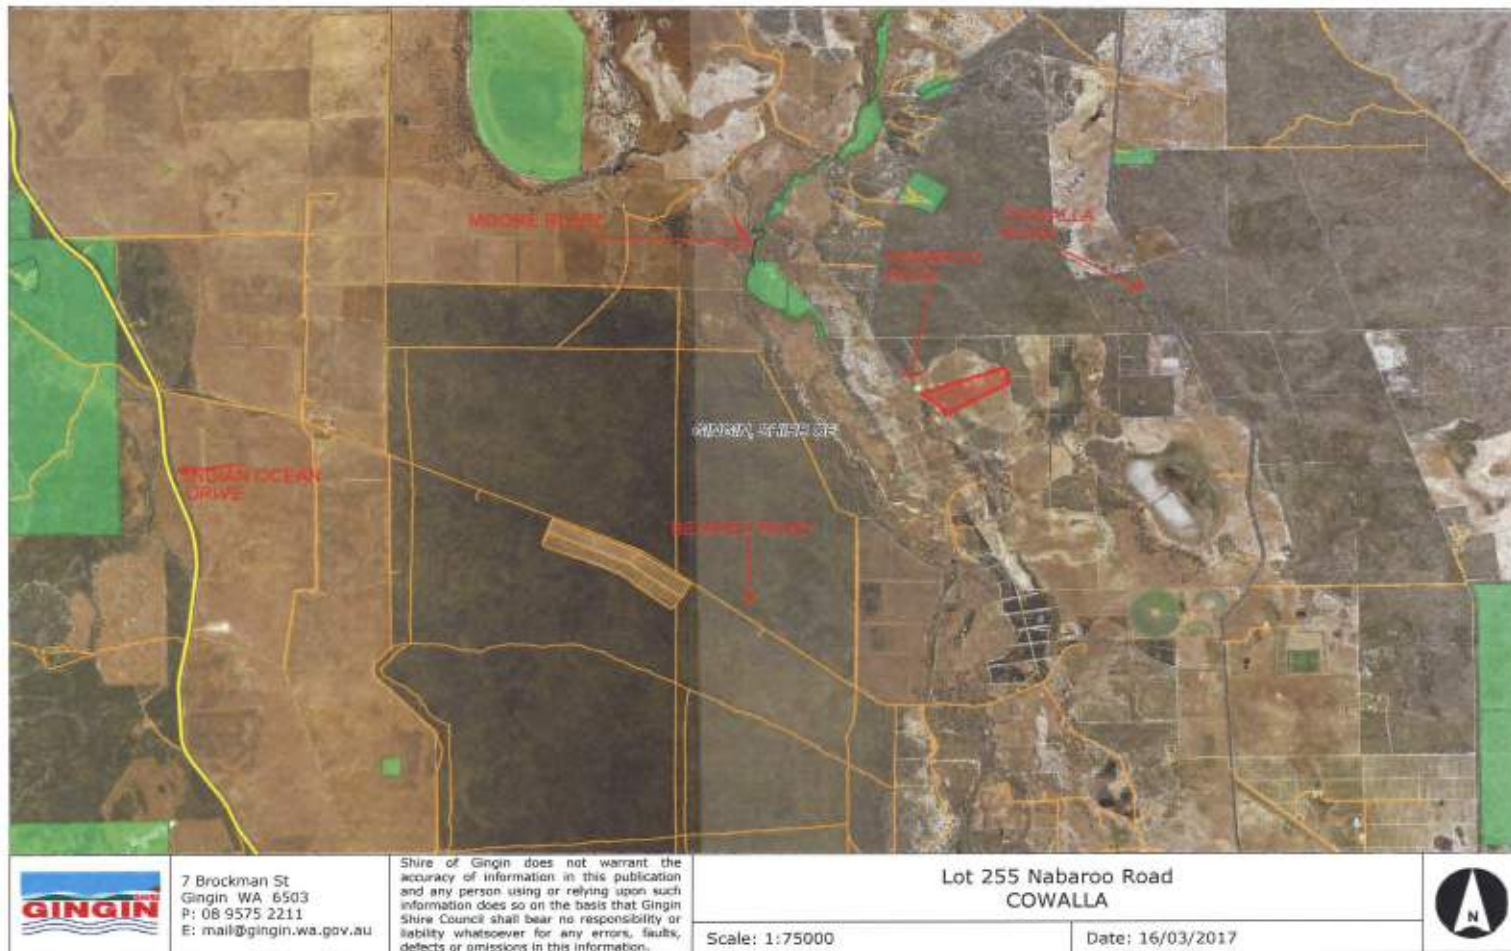 MOORE RIVER
COWALLA
ROAD
NABAROO
ROAD
GINGIN, SHIRE OF
INDIAN OCEAN
DRIVE
ROAD
SHIRE
GINGIN
7 Brockman St
Gingin WA 6503
P: 08 9575 2211
E: mail@gingin.wa.gov.au
Shire of Gingin does not warrant the
accuracy of information in this publication
and any person using or relying upon such
information does so on the basis that Gingin
Shire Council shall bear no responsibility or
liability whatsoever for any errors, faults,
defects or omissions in this information.
Lot 255 Nabaroo Road
COWALLA
Scale: 1:75000
Date: 16/03/2017
N